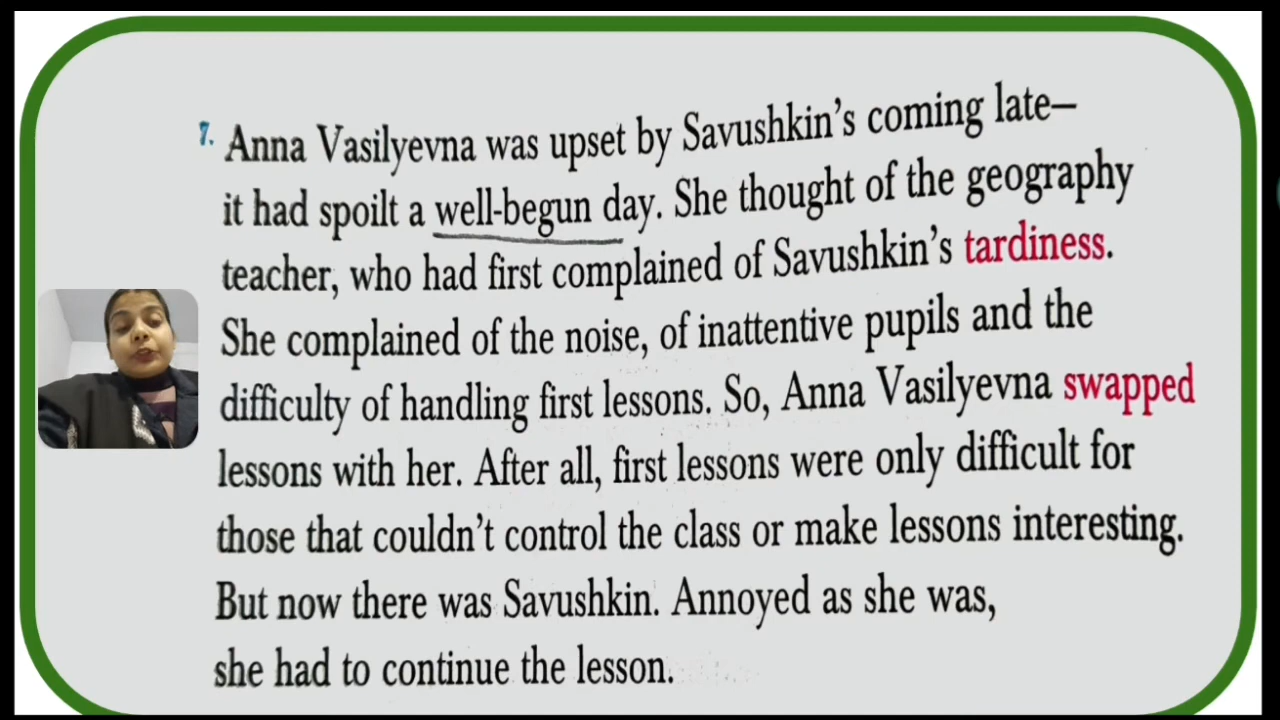 7. Anna Vasilyevna was upset by Savushkin's coming late–
it had spoilt a well-begun day. She thought of the geography
teacher, who had first complained of Savushkin's tardiness.
She complained of the noise, of inattentive pupils and the
difficulty of handling first lessons. So, Anna Vasilyevna swapped
lessons with her. After all, first lessons were only difficult for
those that couldn't control the class or make lessons interesting.
But now there was Savushkin. Annoyed as she was,
she had to continue the lesson.